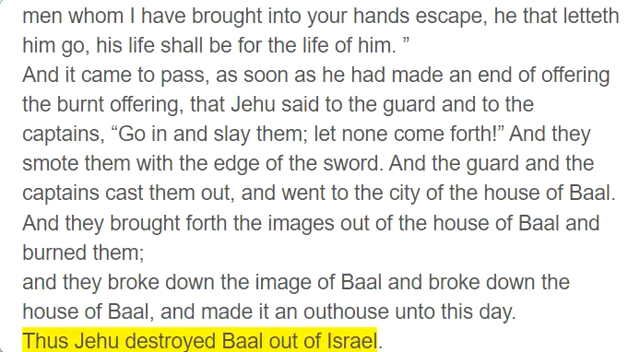 men whom I have brought into your hands escape, he that letteth
him go, his life shall be for the life of him. ”
And it came to pass, as soon as he had made an end of offering
the burnt offering, that Jehu said to the guard and to the
captains, “Go in and slay them; let none come forth!” And they
smote them with the edge of the sword. And the guard and the
captains cast them out, and went to the city of the house of Baal.
And they brought forth the images out of the house of Baal and
burned them;
and they broke down the image of Baal and broke down the
house of Baal, and made it an outhouse unto this day.
Thus Jehu destroyed Baal out of Israel.